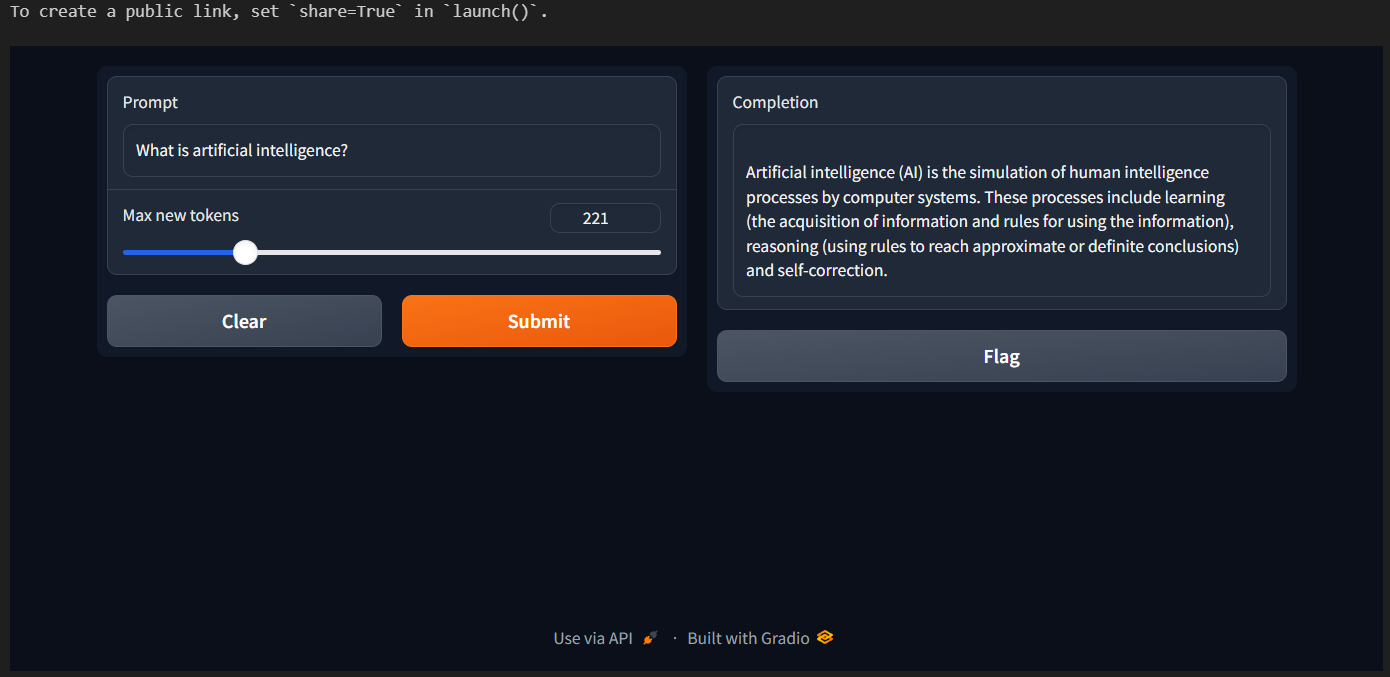 To create a public link, set `share=True` in `launch()`.
Prompt
What is artificial intelligence?
Max new tokens
221
Clear
Submit
Completion
Artificial intelligence (AI) is the simulation of human intelligence
processes by computer systems. These processes include learning
(the acquisition of information and rules for using the information),
reasoning (using rules to reach approximate or definite conclusions)
and self-correction.
Flag
Use via API · Built with Gradio